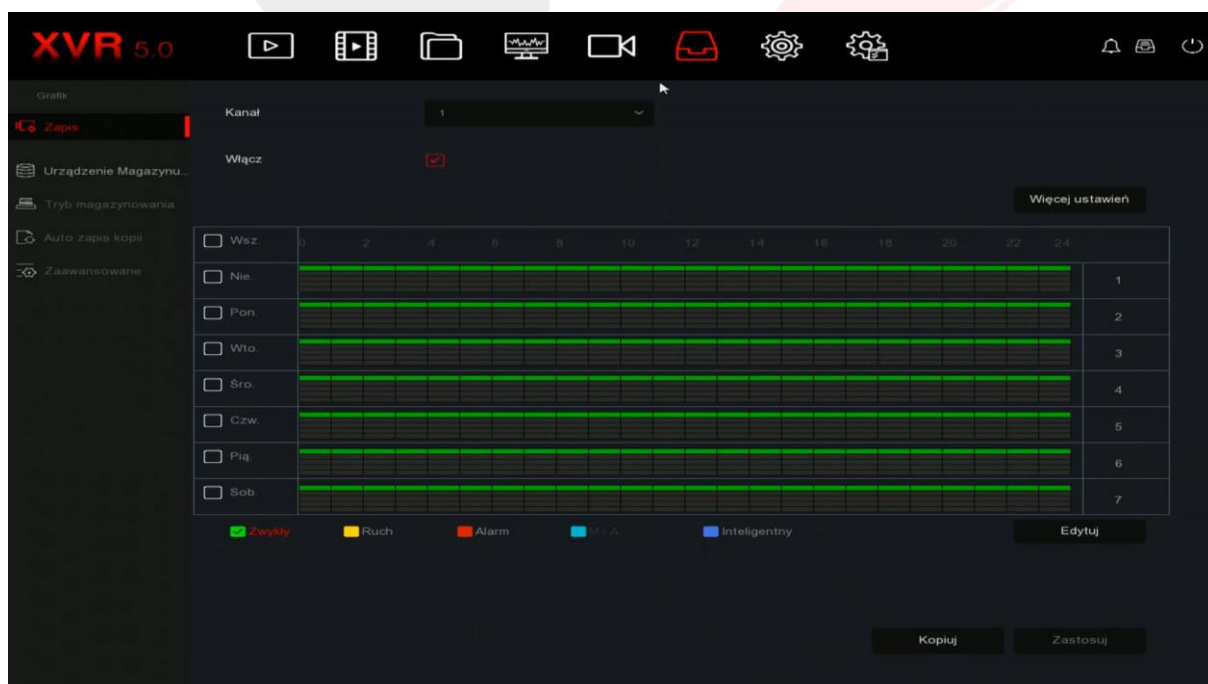 XVR 5.0
Grafik
Zapis
Urządzenie Magazynu...
Tryb magazynowania
Auto zapis kopii
Zaawansowane
Kanał 1
Włącz
Więcej ustawień
Wsz. 0 2 4 6 8 10 12 14 16 18 20 22 24
Nie. 1
Pon. 2
Wto. 3
Śro. 4
Czw. 5
Pią. 6
Sob. 7
Zwykły Ruch Alarm M i A Inteligentny Edytuj
Kopiuj Zastosuj